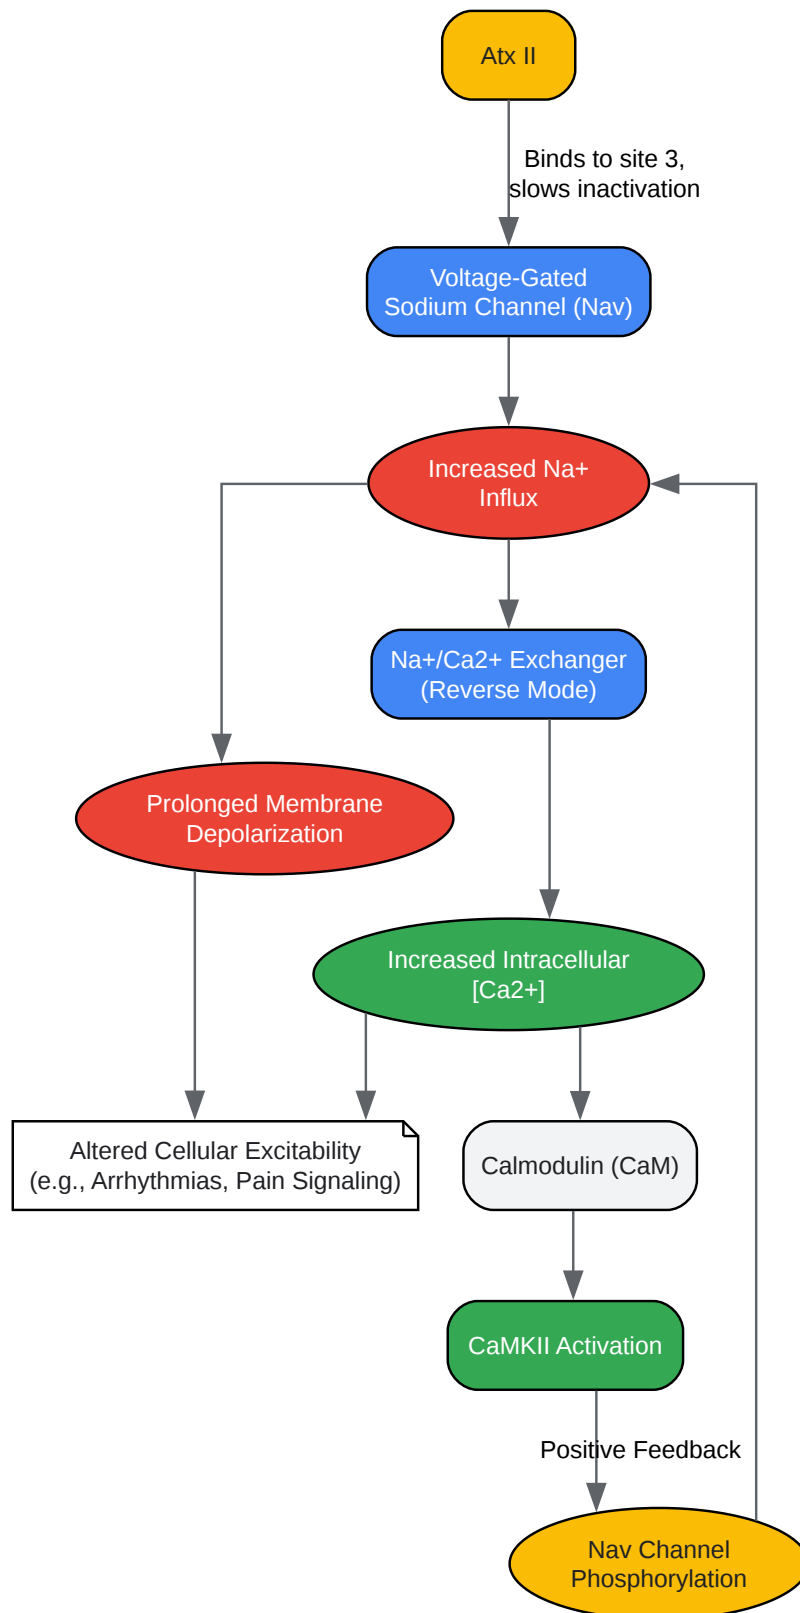 Atx II
Binds to site 3,
slows inactivation
Voltage-Gated
Sodium Channel (Nav)
Increased Na+
Influx
Na+/Ca2+ Exchanger
(Reverse Mode)
Prolonged Membrane
Depolarization
Increased Intracellular
[Ca2+]
Altered Cellular Excitability
(e.g., Arrhythmias, Pain Signaling)
Calmodulin (CaM)
CaMKII Activation
Positive Feedback
Nav Channel
Phosphorylation